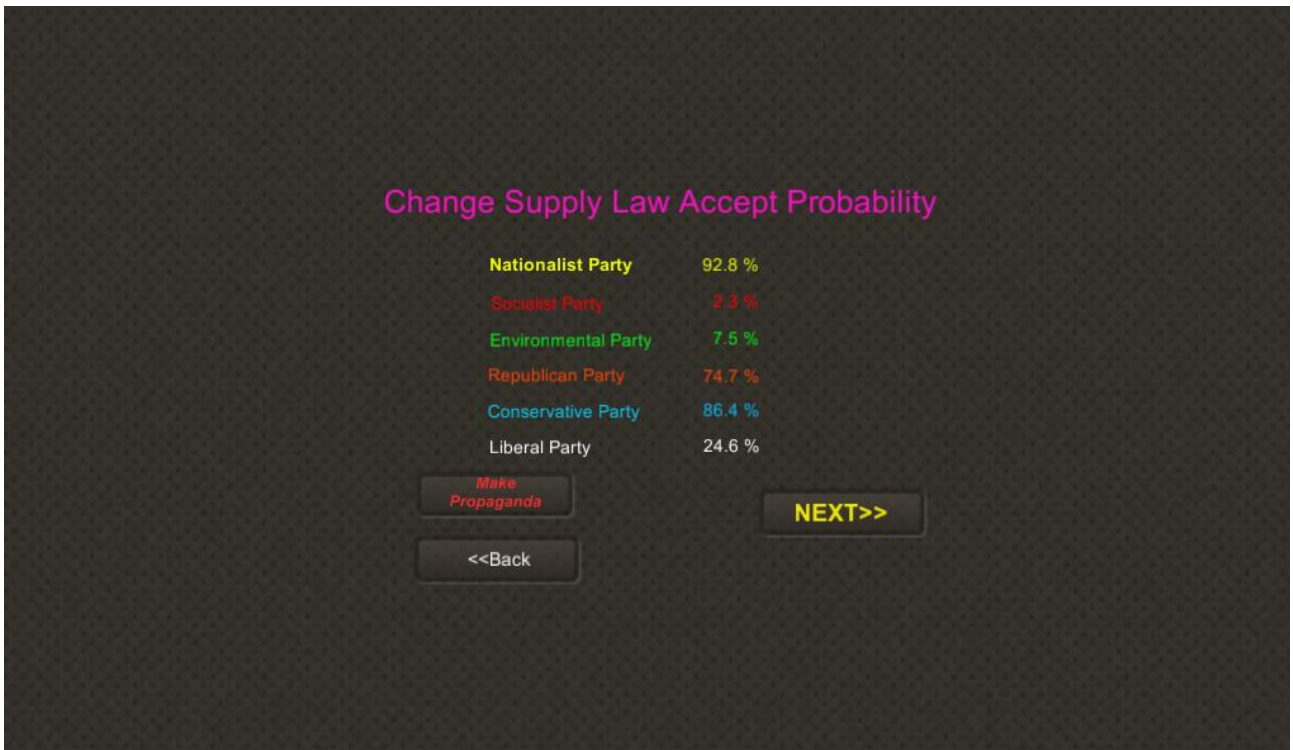 Change Supply Law Accept Probability
Nationalist Party 92.8 %
Socialist Party 2.3 %
Environmental Party 7.5 %
Republican Party 74.7 %
Conservative Party 86.4 %
Liberal Party 24.6 %
Make
Propaganda
NEXT>>
<<Back